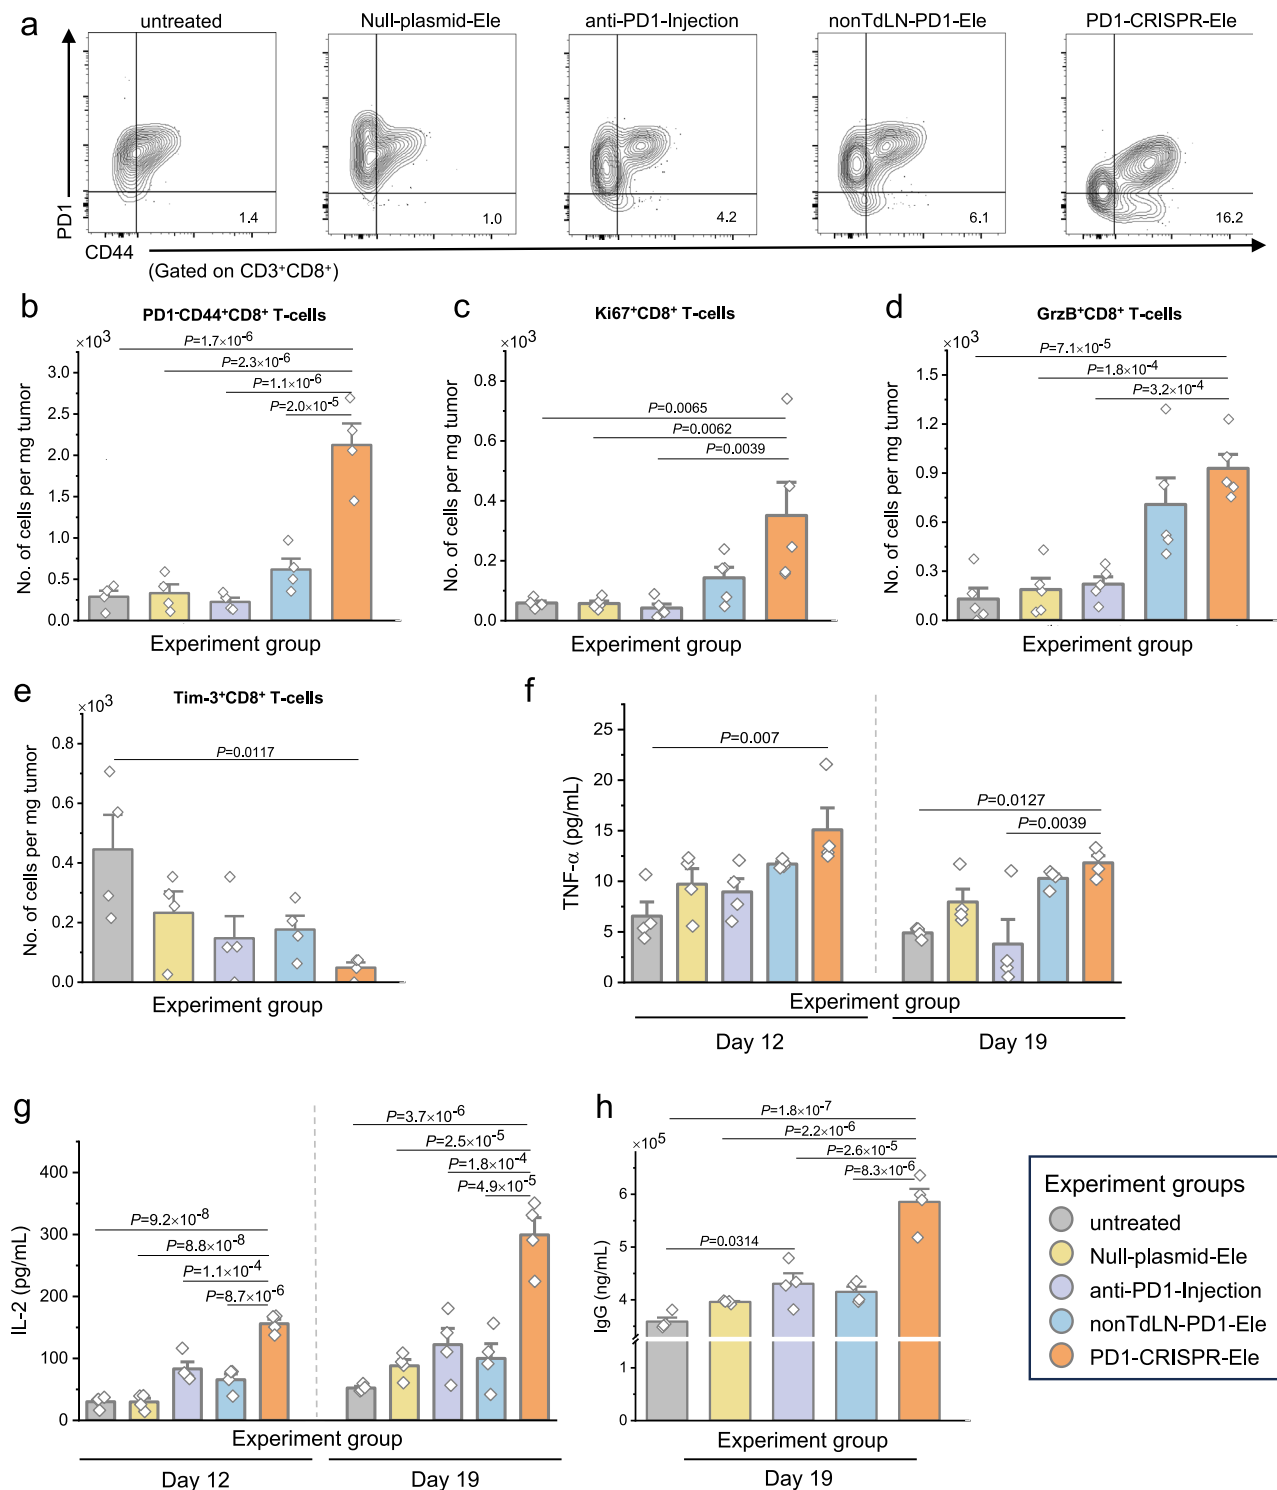 a
untreated
Null-plasmid-Ele
anti-PD1-Injection
nonTdLN-PD1-Ele
PD1-CRISPR-Ele
PD1
1.4
1.0
4.2
6.1
16.2
CD44
(Gated on CD3⁺CD8⁺)
b
PD1⁻CD44⁺CD8⁺ T-cells
×10³
No. of cells per mg tumor
3.0
2.5
2.0
1.5
1.0
0.5
0.0
P=1.7×10⁻⁶
P=2.3×10⁻⁶
P=1.1×10⁻⁶
P=2.0×10⁻⁵
Experiment group
c
Ki67⁺CD8⁺ T-cells
×10³
No. of cells per mg tumor
0.8
0.6
0.4
0.2
0.0
P=0.0065
P=0.0062
P=0.0039
Experiment group
d
GrzB⁺CD8⁺ T-cells
×10³
No. of cells per mg tumor
1.5
1.2
0.9
0.6
0.3
0.0
P=7.1×10⁻⁵
P=1.8×10⁻⁴
P=3.2×10⁻⁴
Experiment group
e
Tim-3⁺CD8⁺ T-cells
×10³
No. of cells per mg tumor
0.8
0.6
0.4
0.2
0.0
P=0.0117
Experiment group
f
TNF-α (pg/mL)
25
20
15
10
5
0
P=0.007
P=0.0127
P=0.0039
Experiment group
Day 12
Day 19
g
IL-2 (pg/mL)
400
300
200
100
0
P=9.2×10⁻⁸
P=8.8×10⁻⁸
P=1.1×10⁻⁴
P=8.7×10⁻⁶
P=3.7×10⁻⁶
P=2.5×10⁻⁵
P=1.8×10⁻⁴
P=4.9×10⁻⁵
Experiment group
Day 12
Day 19
h
×10⁵
IgG (ng/mL)
6
5
4
1
0
P=1.8×10⁻⁷
P=2.2×10⁻⁶
P=2.6×10⁻⁵
P=8.3×10⁻⁶
P=0.0314
Experiment group
Day 19
Experiment groups
untreated
Null-plasmid-Ele
anti-PD1-Injection
nonTdLN-PD1-Ele
PD1-CRISPR-Ele